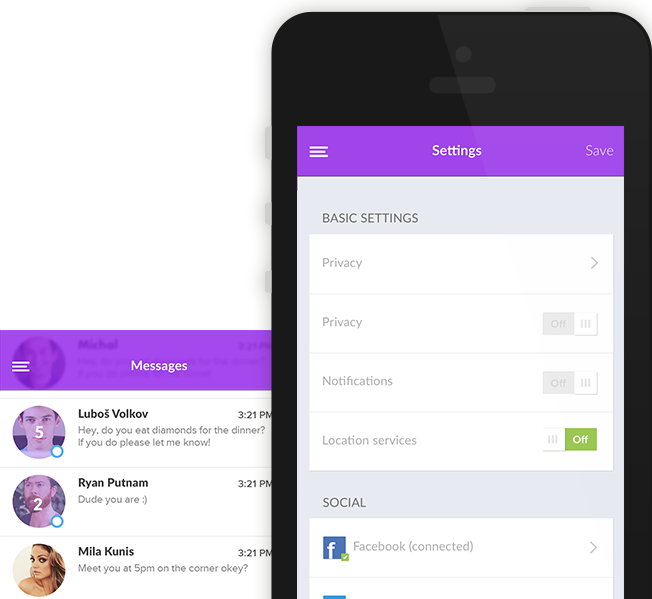 Settings
Save
BASIC SETTINGS
Privacy
Privacy
Off
Notifications
Off
Location services
Off
SOCIAL
f
Facebook (connected)
Michal
3:21 PM
Hey, do you eat diamonds for the dinner?
If you do please let me know!
Messages
Luboš Volkov
3:21 PM
5
Hey, do you eat diamonds for the dinner?
If you do please let me know!
Ryan Putnam
3:21 PM
2
Dude you are :)
Mila Kunis
3:21 PM
Meet you at 5pm on the corner okey?